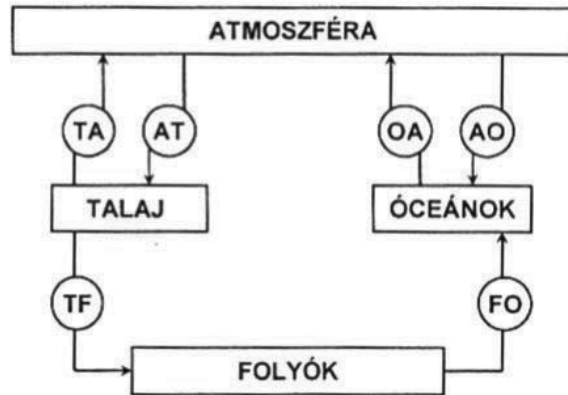 ATMOSZFÉRA
TA
AT
OA
AO
TALAJ
ÓCEÁNOK
TF
FO
FOLYÓK